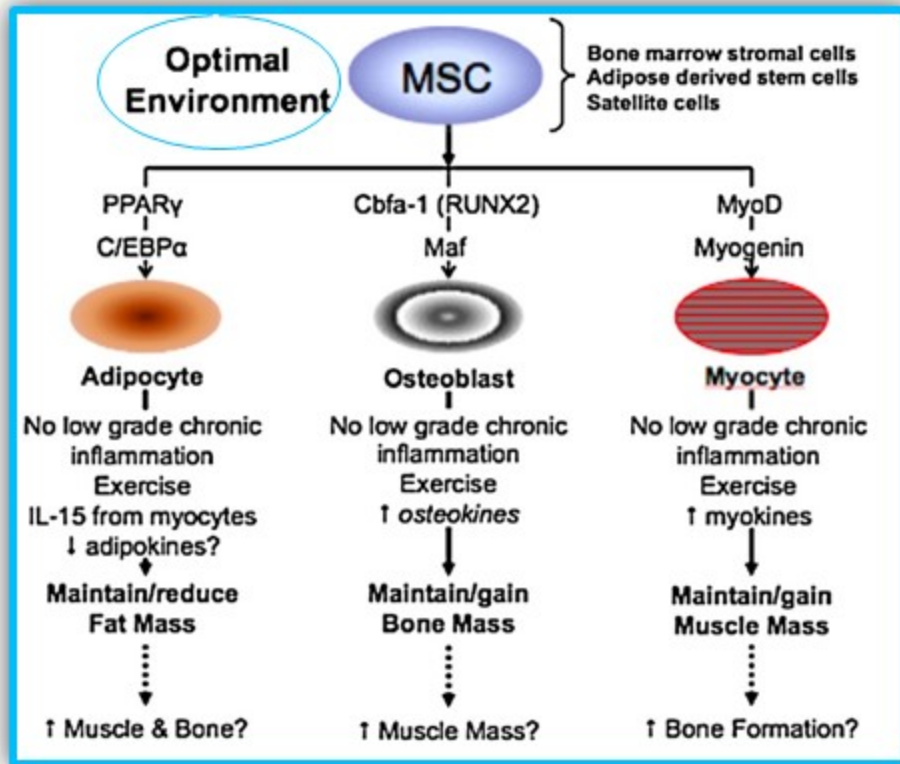 Optimal
Environment
MSC
Bone marrow stromal cells
Adipose derived stem cells
Satellite cells
PPARγ
C/EBPα
Adipocyte
No low grade chronic
inflammation
Exercise
IL-15 from myocytes
↓ adipokines?
Maintain/reduce
Fat Mass
↑ Muscle & Bone?
Cbfa-1 (RUNX2)
Maf
Osteoblast
No low grade chronic
inflammation
Exercise
↑ osteokines
Maintain/gain
Bone Mass
↑ Muscle Mass?
MyoD
Myogenin
Myocyte
No low grade chronic
inflammation
Exercise
↑ myokines
Maintain/gain
Muscle Mass
↑ Bone Formation?